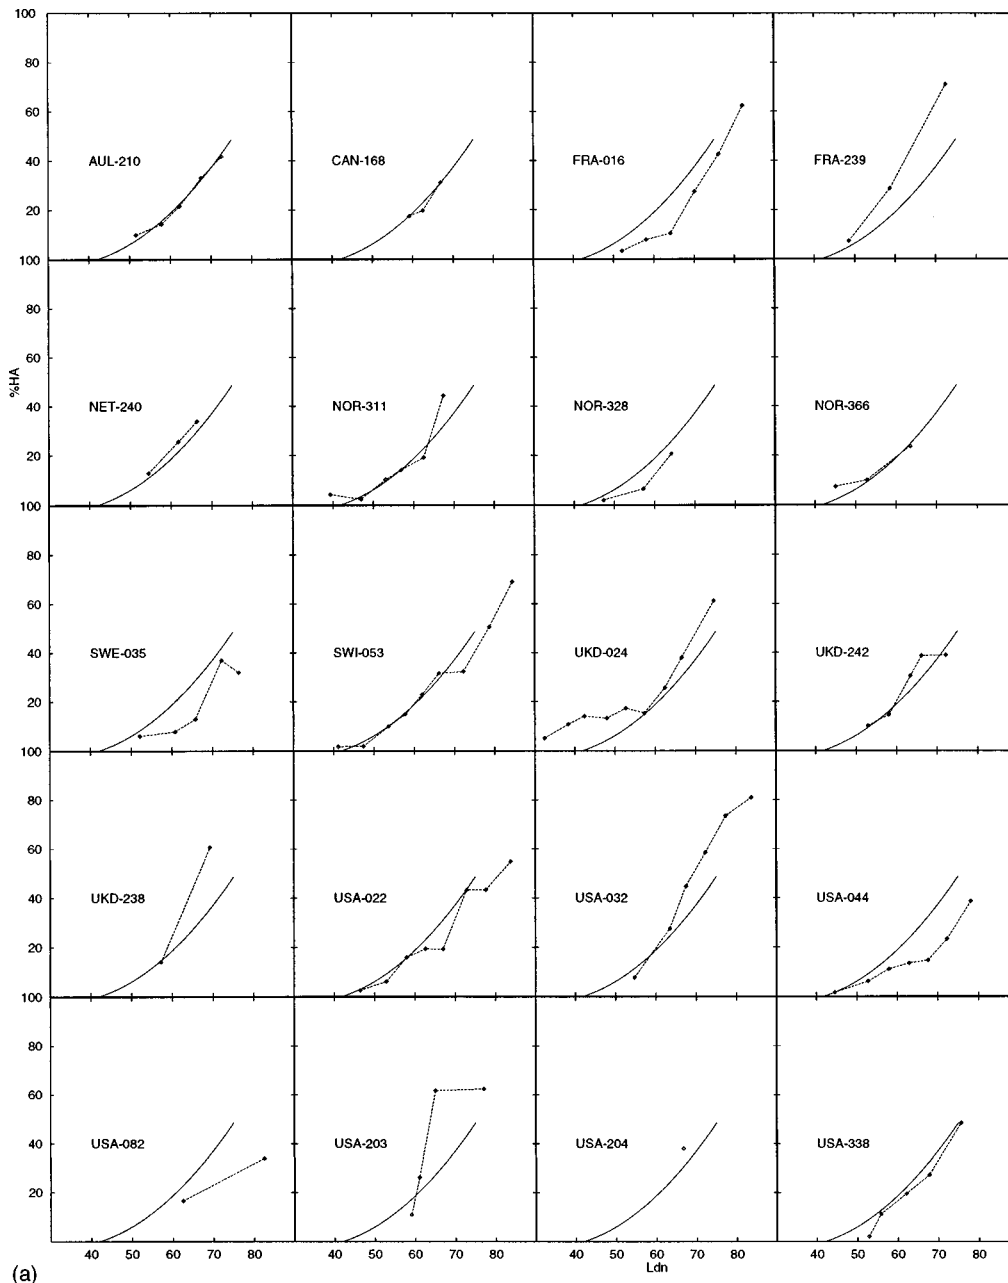 100
80
60
40
20
AUL-210
CAN-168
FRA-016
FRA-239
100
80
60
40
20
%HA
NET-240
NOR-311
NOR-328
NOR-366
100
80
60
40
20
SWE-035
SWI-053
UKD-024
UKD-242
100
80
60
40
20
UKD-238
USA-022
USA-032
USA-044
100
80
60
40
20
USA-082
USA-203
USA-204
USA-338
40 50 60 70 80 40 50 60 70 80 40 50 60 70 80 40 50 60 70 80
Ldn
(a)